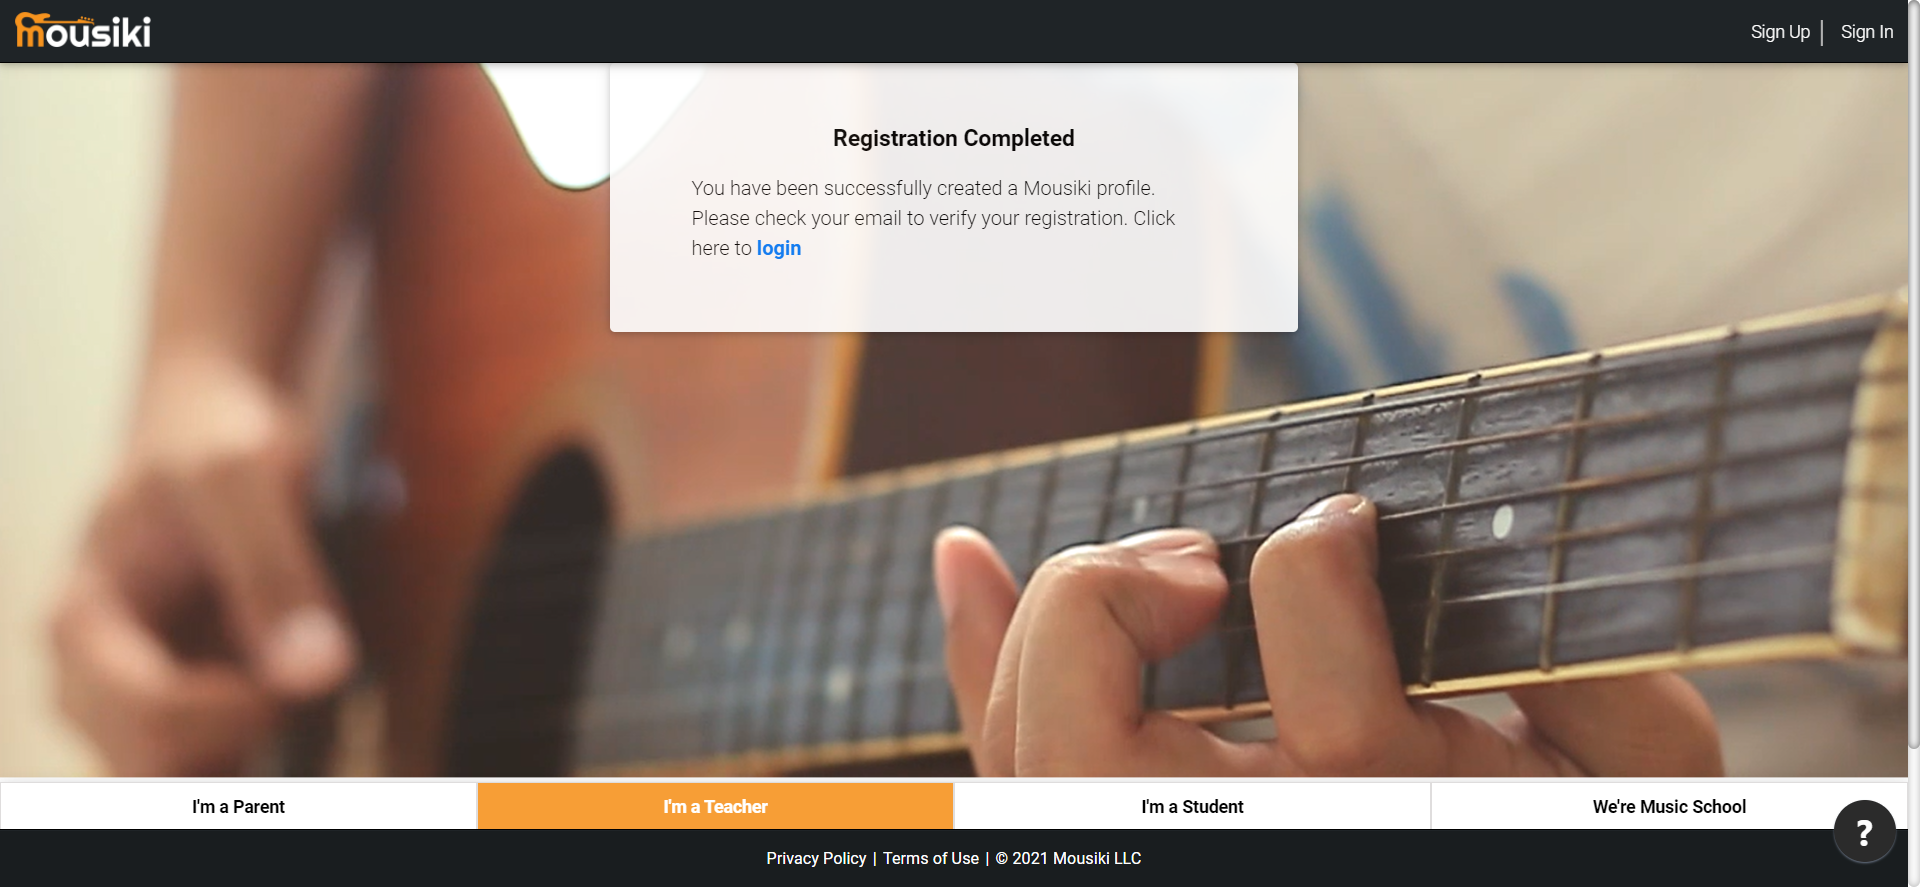 mousiki
Sign Up | Sign In
Registration Completed
You have been successfully created a Mousiki profile.
Please check your email to verify your registration. Click
here to login
I'm a Parent
I'm a Teacher
I'm a Student
We're Music School
?
Privacy Policy | Terms of Use | © 2021 Mousiki LLC